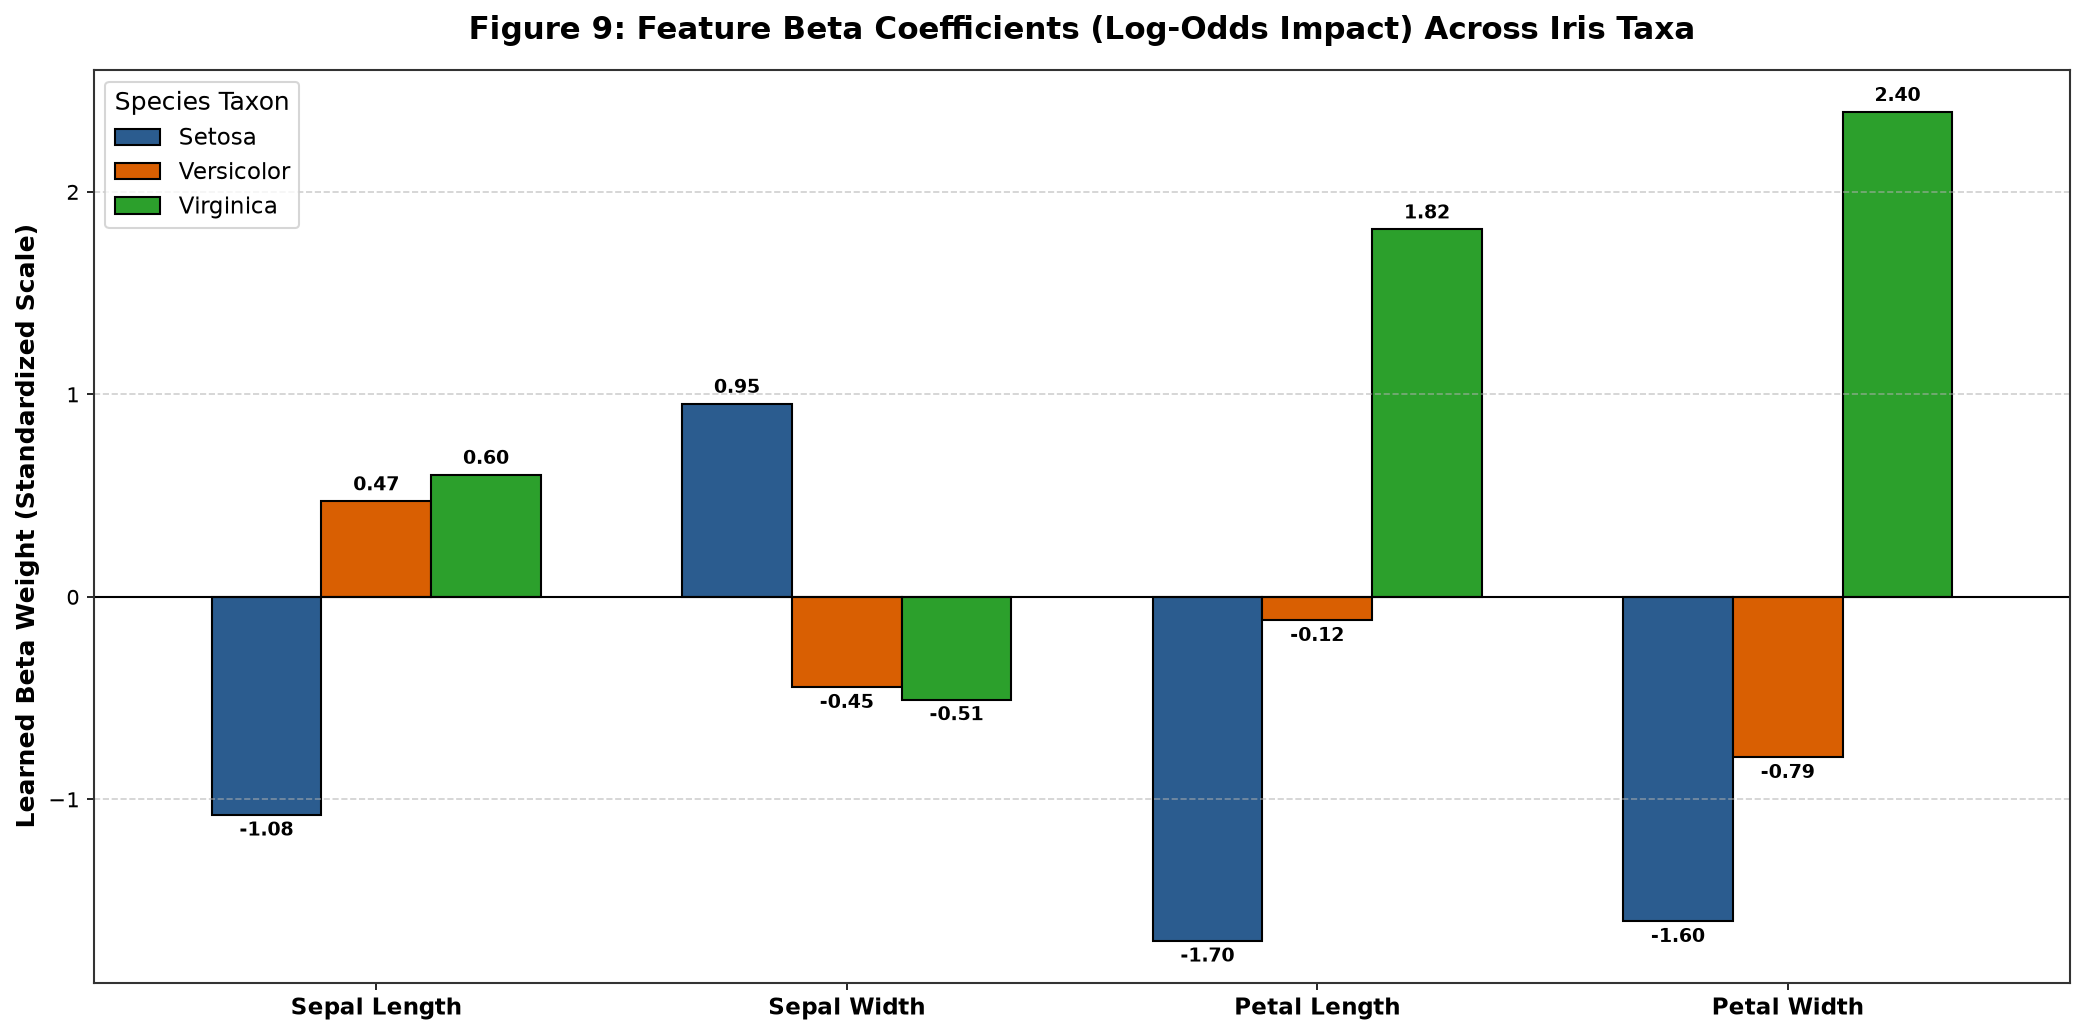 Figure 9: Feature Beta Coefficients (Log-Odds Impact) Across Iris Taxa
Learned Beta Weight (Standardized Scale)
Species Taxon
Setosa
Versicolor
Virginica
2
1
0
−1
-1.08
0.47
0.60
0.95
-0.45
-0.51
-1.70
-0.12
1.82
-1.60
-0.79
2.40
Sepal Length
Sepal Width
Petal Length
Petal Width